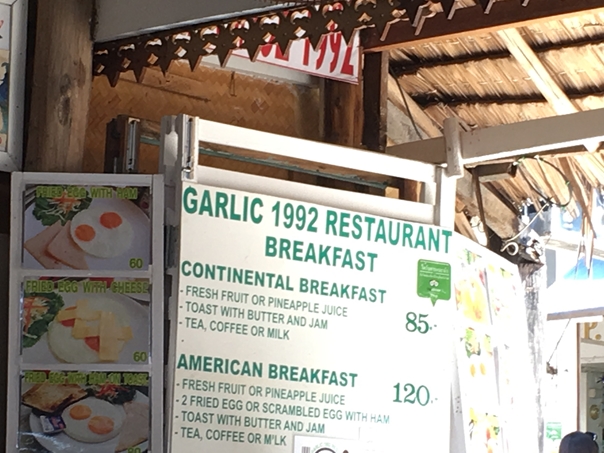 1992
FRIED EGG WITH HAM
60
FRIED EGG WITH CHEESE
60
60
GARLIC 1992 RESTAURANT
BREAKFAST
CONTINENTAL BREAKFAST
- FRESH FRUIT OR PINEAPPLE JUICE
- TOAST WITH BUTTER AND JAM
- TEA, COFFEE OR MILK
85.-
AMERICAN BREAKFAST
- FRESH FRUIT OR PINEAPPLE JUICE
- 2 FRIED EGG OR SCRAMBLED EGG WITH HAM
- TOAST WITH BUTTER AND JAM
- TEA, COFFEE OR MILK
120.-